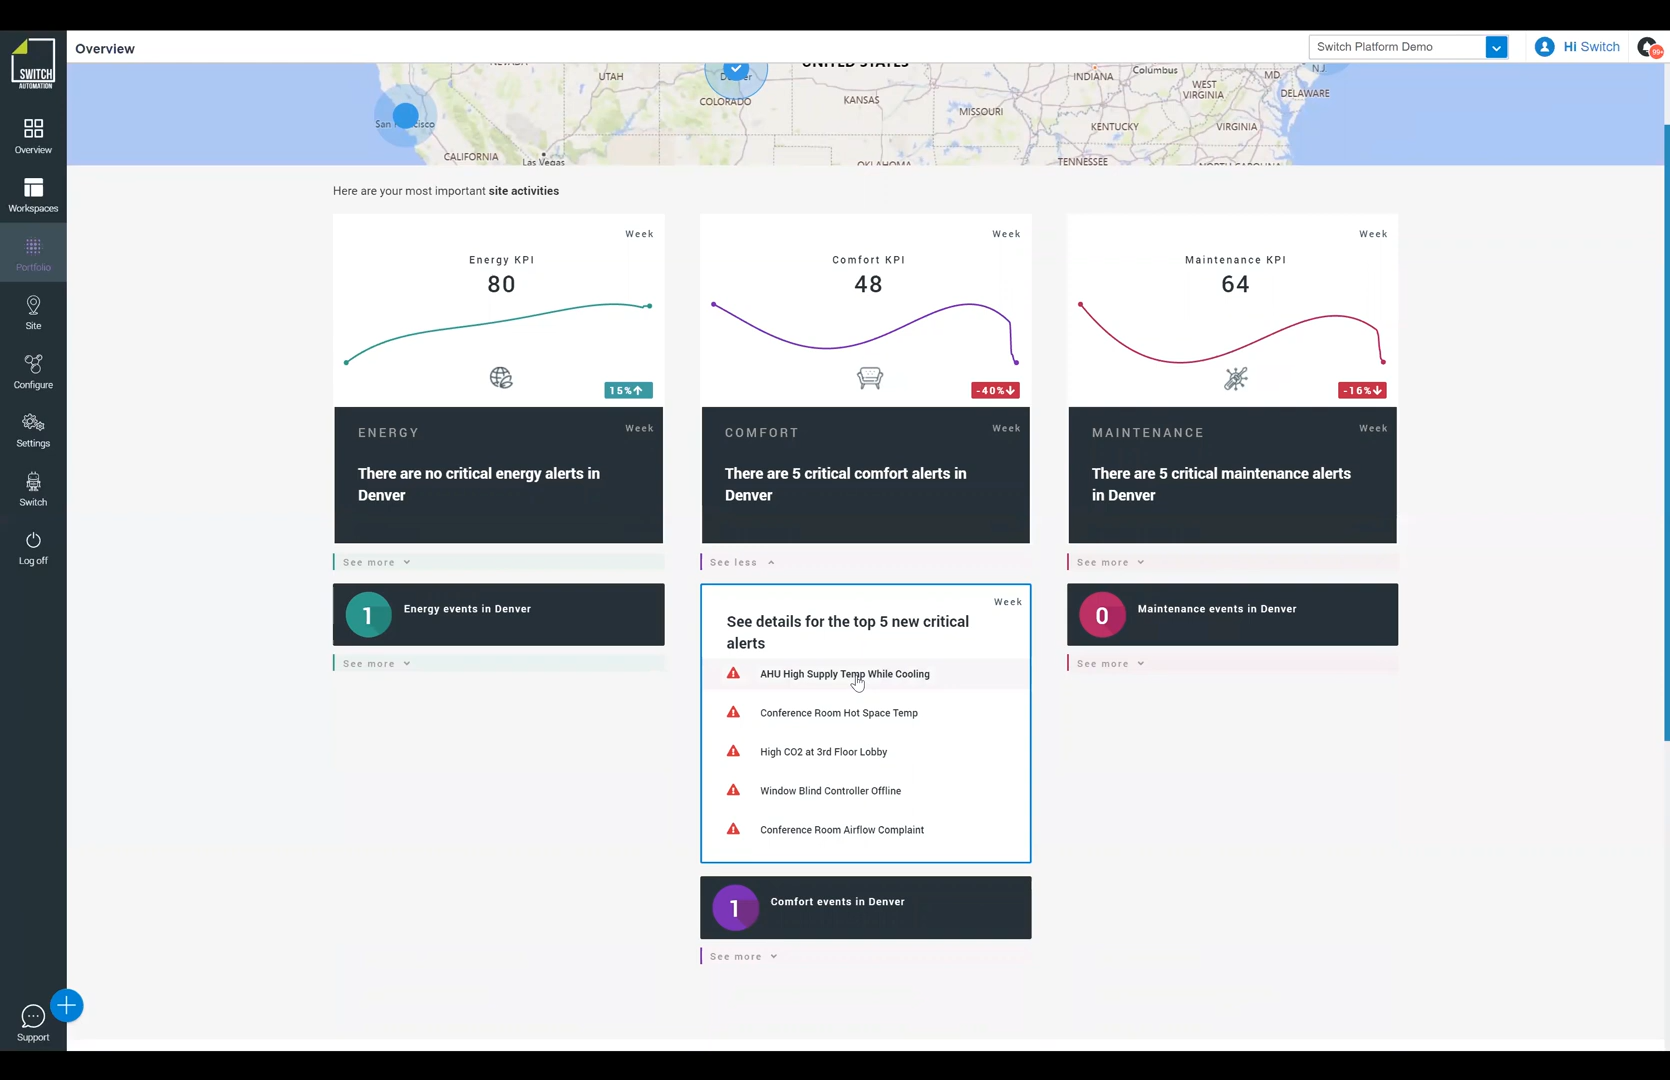 SWITCH
AUTOMATION
Overview
Switch Platform Demo
Hi Switch
99+
UNITED STATES
UTAH
Denver
COLORADO
KANSAS
MISSOURI
INDIANA
Columbus
WEST
VIRGINIA
MD.
N.J.
DELAWARE
San Francisco
KENTUCKY
VIRGINIA
CALIFORNIA
Las Vegas
OKLAHOMA
TENNESSEE
Overview
Workspaces
Portfolio
Site
Configure
Settings
Switch
Log off
Support
Here are your most important site activities
Week
Energy KPI
80
15%↑
ENERGY
Week
There are no critical energy alerts in
Denver
See more
1
Energy events in Denver
See more
Week
Comfort KPI
48
-40%↓
COMFORT
Week
There are 5 critical comfort alerts in
Denver
See less
Week
See details for the top 5 new critical
alerts
AHU High Supply Temp While Cooling
Conference Room Hot Space Temp
High CO2 at 3rd Floor Lobby
Window Blind Controller Offline
Conference Room Airflow Complaint
1
Comfort events in Denver
See more
Week
Maintenance KPI
64
-16%↓
MAINTENANCE
Week
There are 5 critical maintenance alerts
in Denver
See more
0
Maintenance events in Denver
See more